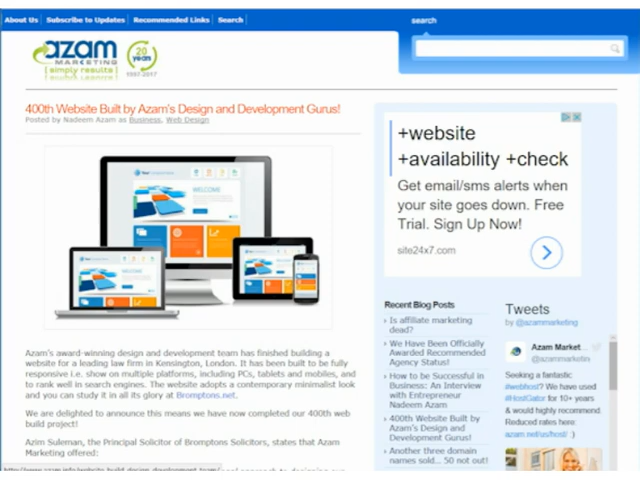 About Us
Subscribe to Updates
Recommended Links
Search
search
azam
MARKETING
[ simply results ]
20
years
1997-2017
400th Website Built by Azam's Design and Development Gurus!
Posted by Nadeem Azam as Business, Web Design
WELCOME
+website
+availability +check
Get email/sms alerts when
your site goes down. Free
Trial. Sign Up Now!
site24x7.com
Azam's award-winning design and development team has finished building a
website for a leading law firm in Kensington, London. It has been built to be fully
responsive i.e. show on multiple platforms, including PCs, tablets and mobiles, and
to rank well in search engines. The website adopts a contemporary minimalist look
and you can study it in all its glory at Bromptons.net.
We are delighted to announce this means we have now completed our 400th web
build project!
Azim Suleman, the Principal Solicitor of Bromptons Solicitors, states that Azam
Marketing offered:
Recent Blog Posts
Is affiliate marketing
dead?
We Have Been Officially
Awarded Recommended
Agency Status!
How to be Successful in
Business: An Interview
with Entrepreneur
Nadeem Azam
400th Website Built by
Azam's Design and
Development Gurus!
Another three domain
names sold... 50 not out!
Tweets
by @azammarketing
Azam Market...
@azammarketin
Seeking a fantastic
#webhost? We have used
#HostGator for 10+ years
& would highly recommend.
Reduced rates here:
azam.net/us/host/ :)